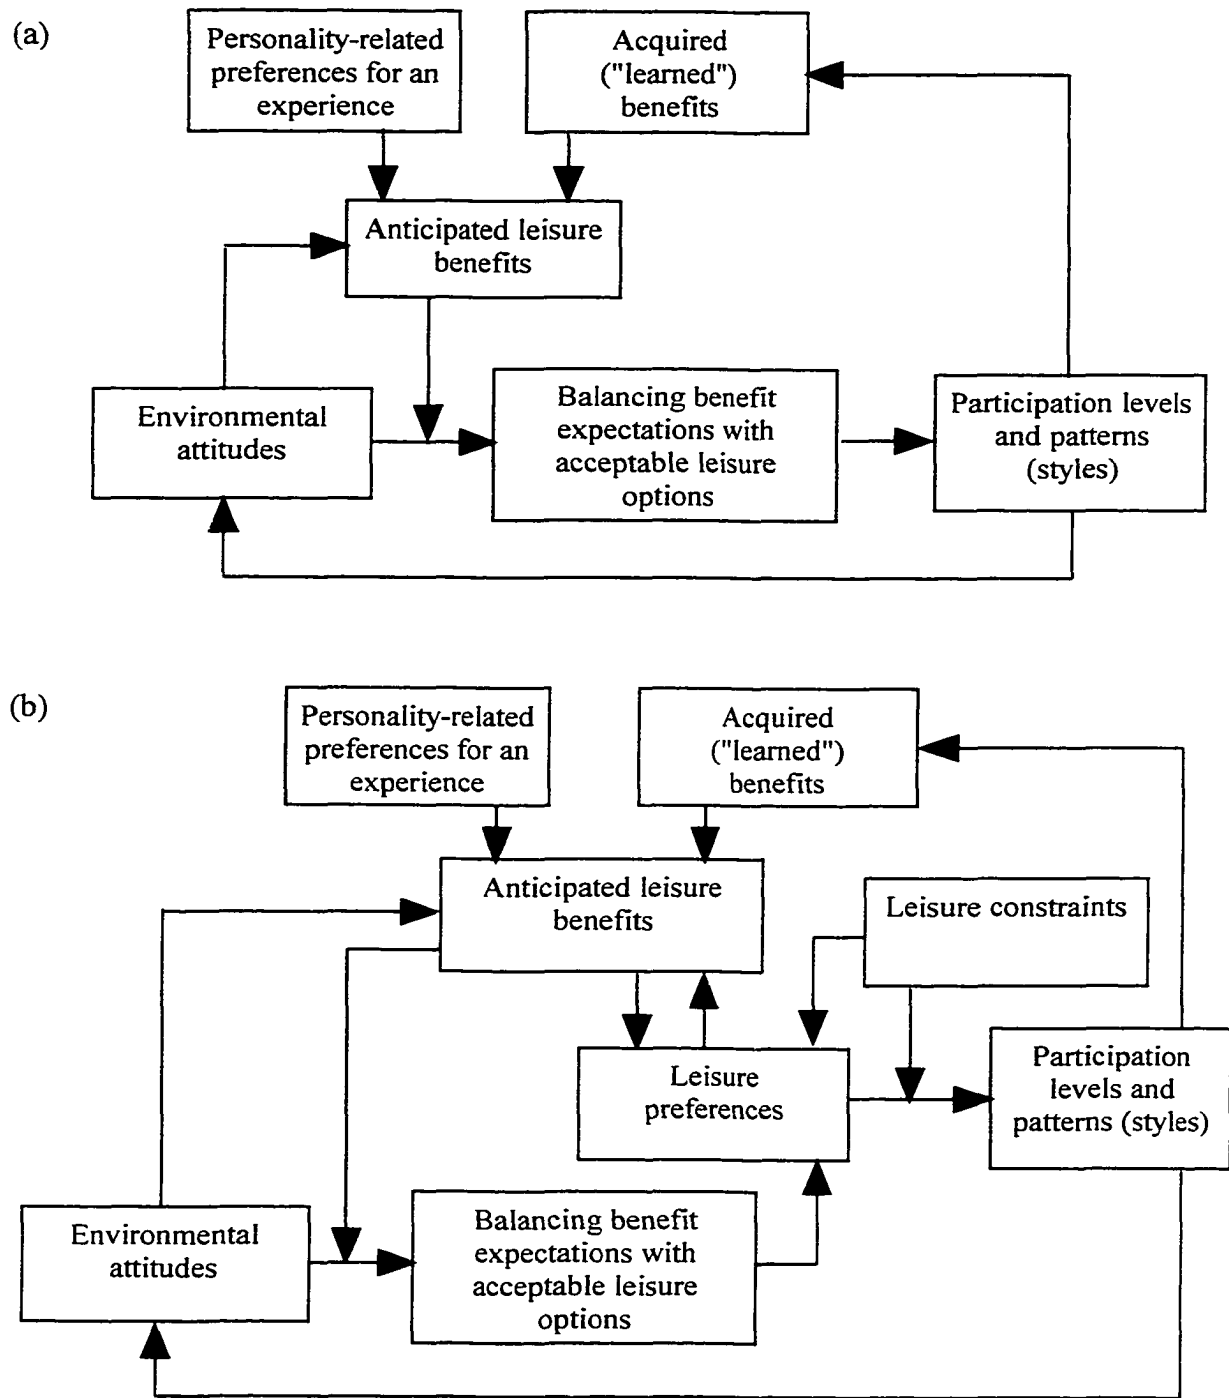 (a)
Personality-related
preferences for an
experience
Acquired
("learned")
benefits
Anticipated leisure
benefits
Environmental
attitudes
Balancing benefit
expectations with
acceptable leisure
options
Participation levels
and patterns
(styles)
(b)
Personality-related
preferences for an
experience
Acquired
("learned")
benefits
Anticipated leisure
benefits
Leisure constraints
Leisure
preferences
Participation
levels and
patterns (styles)
Environmental
attitudes
Balancing benefit
expectations with
acceptable leisure
options